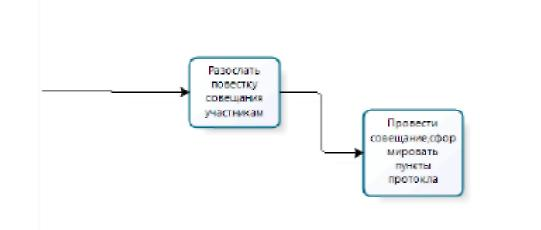 Разослать
повестку
совещания
участникам
Провести
совещание,сфор
мировать
пункты
протокла